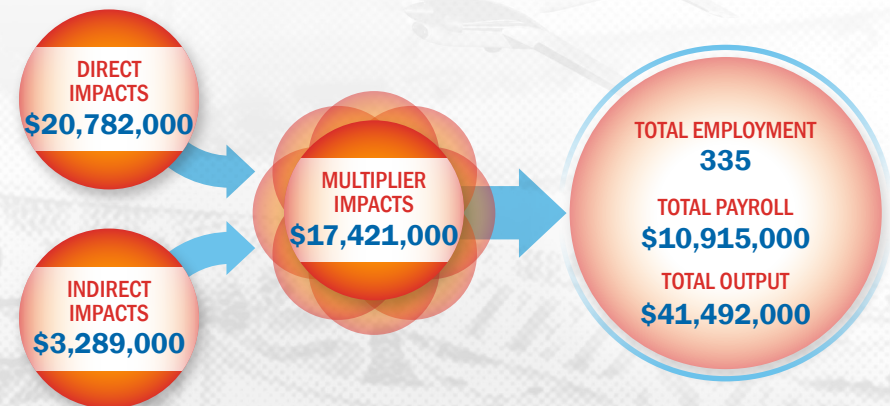 DIRECT
IMPACTS
$20,782,000
INDIRECT
IMPACTS
$3,289,000
MULTIPLIER
IMPACTS
$17,421,000
TOTAL EMPLOYMENT
335
TOTAL PAYROLL
$10,915,000
TOTAL OUTPUT
$41,492,000